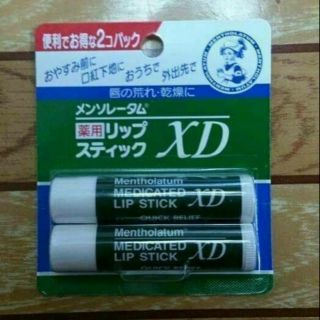 便利でお得な2コパック
おやすみ前に
口紅下地に
おうちで
外出先で
MENTHOLATUM
唇の荒れ・乾燥に
メンソレータム
薬用リップ
スティック
XD
Mentholatum
MEDICATED
LIP STICK XD
QUICK RELIEF
Mentholatum
MEDICATED
LIP STICK XD
QUICK RELIEF